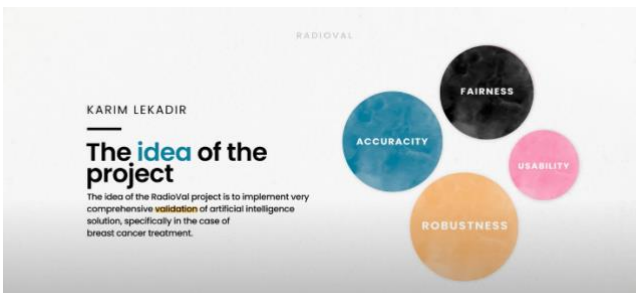 RADIOVAL
KARIM LEKADIR
The idea of the
project
The idea of the RadioVal project is to implement very
comprehensive validation of artificial intelligence
solution, specifically in the case of
breast cancer treatment.
FAIRNESS
ACCURACITY
USABILITY
ROBUSTNESS